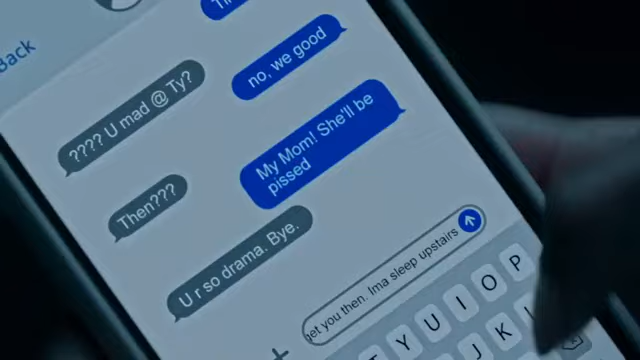 Back
no, we good
???? U mad @ Ty?
My Mom! She'll be
pissed
Then???
U r so drama. Bye.
you then. Ima sleep upstairs
Y U I O P
J K